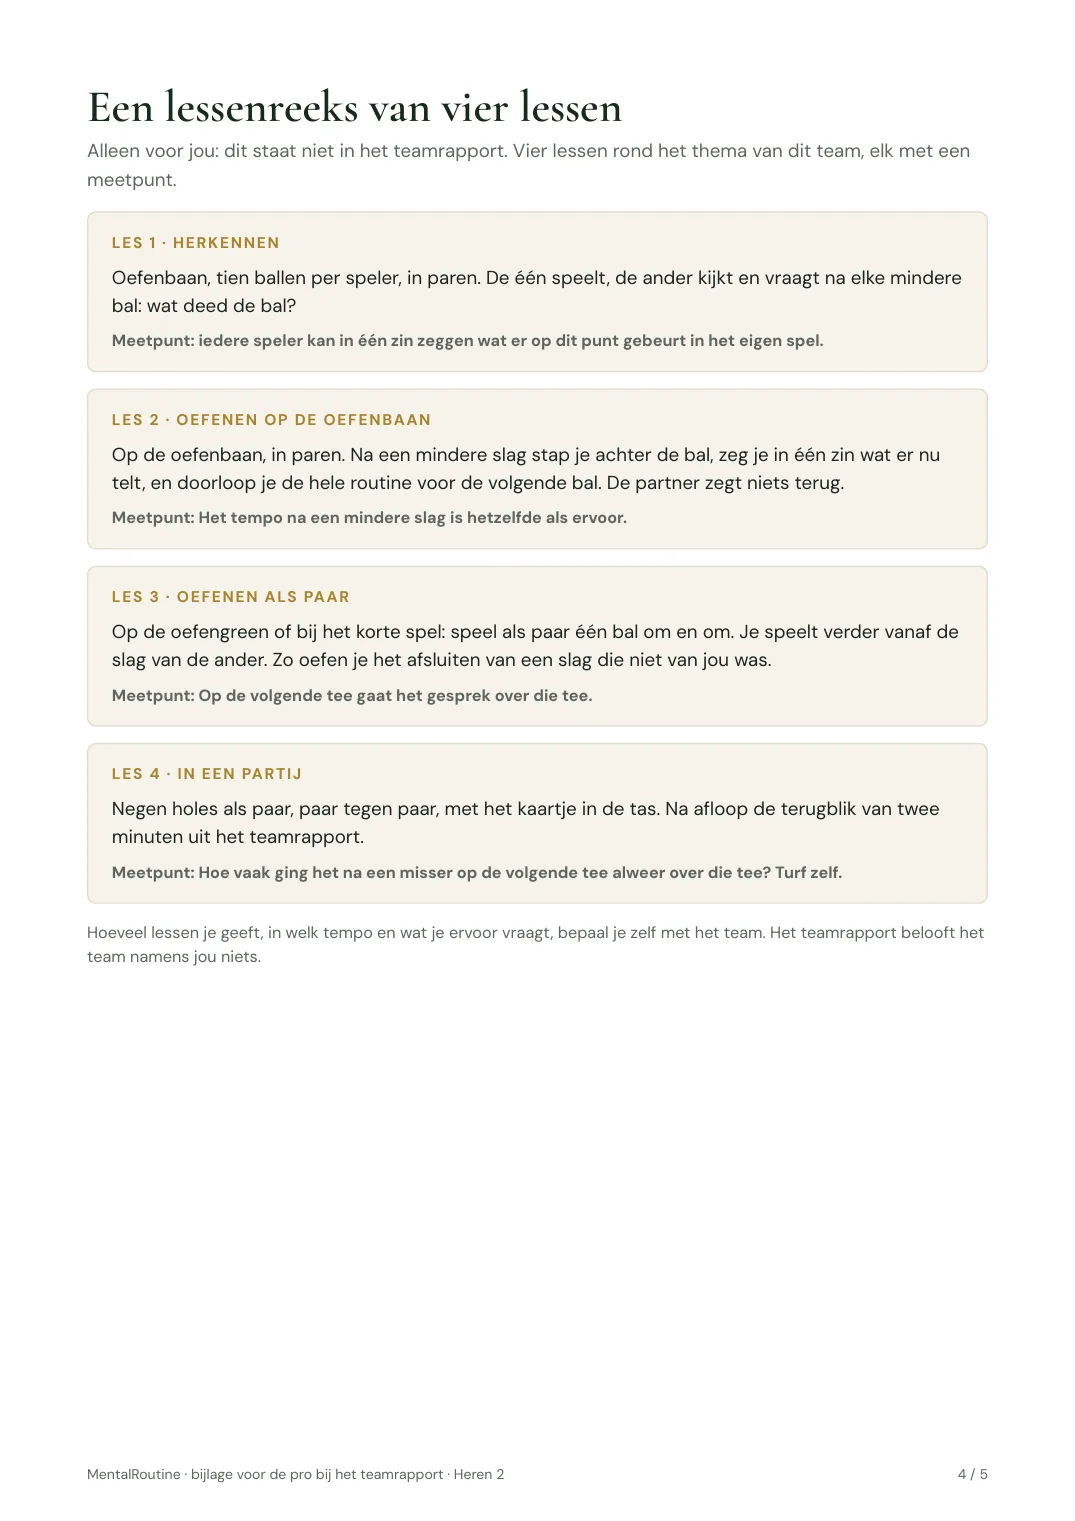 Een lessenreeks van vier lessen
Alleen voor jou: dit staat niet in het teamrapport. Vier lessen rond het thema van dit team, elk met een
meetpunt.
LES 1 · HERKENNEN
Oefenbaan, tien ballen per speler, in paren. De één speelt, de ander kijkt en vraagt na elke mindere
bal: wat deed de bal?
Meetpunt: iedere speler kan in één zin zeggen wat er op dit punt gebeurt in het eigen spel.
LES 2 · OEFENEN OP DE OEFENBAAN
Op de oefenbaan, in paren. Na een mindere slag stap je achter de bal, zeg je in één zin wat er nu
telt, en doorloop je de hele routine voor de volgende bal. De partner zegt niets terug.
Meetpunt: Het tempo na een mindere slag is hetzelfde als ervoor.
LES 3 · OEFENEN ALS PAAR
Op de oefengreen of bij het korte spel: speel als paar één bal om en om. Je speelt verder vanaf de
slag van de ander. Zo oefen je het afsluiten van een slag die niet van jou was.
Meetpunt: Op de volgende tee gaat het gesprek over die tee.
LES 4 · IN EEN PARTIJ
Negen holes als paar, paar tegen paar, met het kaartje in de tas. Na afloop de terugblik van twee
minuten uit het teamrapport.
Meetpunt: Hoe vaak ging het na een misser op de volgende tee alweer over die tee? Turf zelf.
Hoeveel lessen je geeft, in welk tempo en wat je ervoor vraagt, bepaal je zelf met het team. Het teamrapport belooft het
team namens jou niets.
MentalRoutine · bijlage voor de pro bij het teamrapport · Heren 2
4 / 5